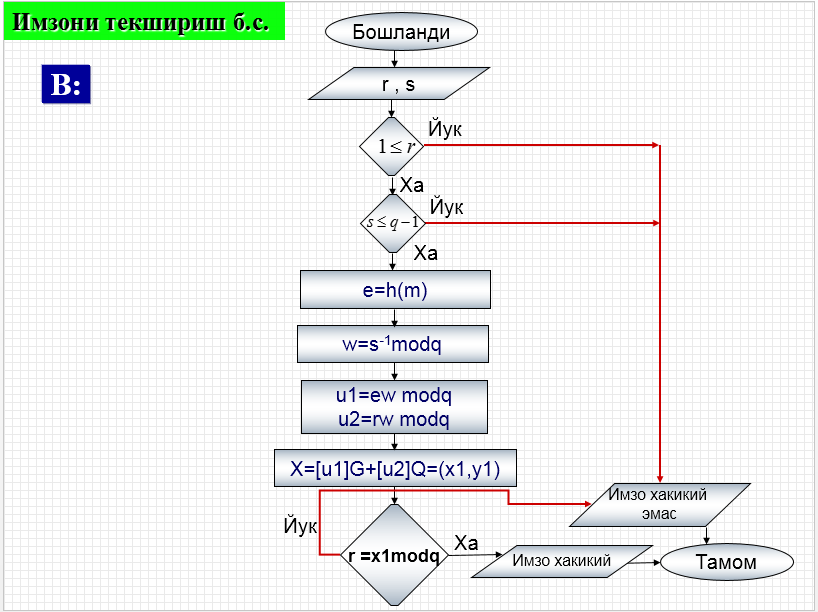 Имзони текшириш б.с.
В:
Бошланди
r , s
1 ≤ r
Йук
Ха
s ≤ q −1
Йук
Ха
e=h(m)
w=s⁻¹modq
u1=ew modq
u2=rw modq
X=[u1]G+[u2]Q=(x1,y1)
Имзо хакикий
эмас
Йук
r =x1modq
Ха
Имзо хакикий
Тамом